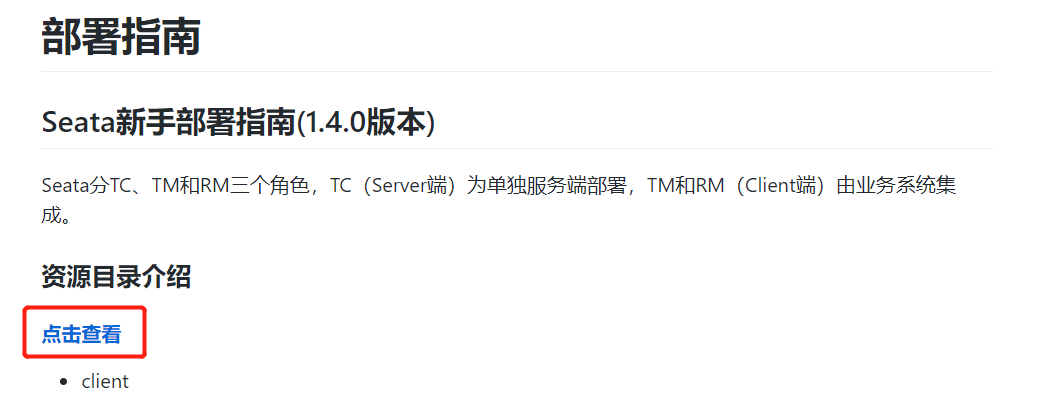 部署指南
Seata新手部署指南(1.4.0版本)
Seata分TC、TM和RM三个角色，TC（Server端）为单独服务端部署，TM和RM（Client端）由业务系统集
成。
资源目录介绍
点击查看
• client